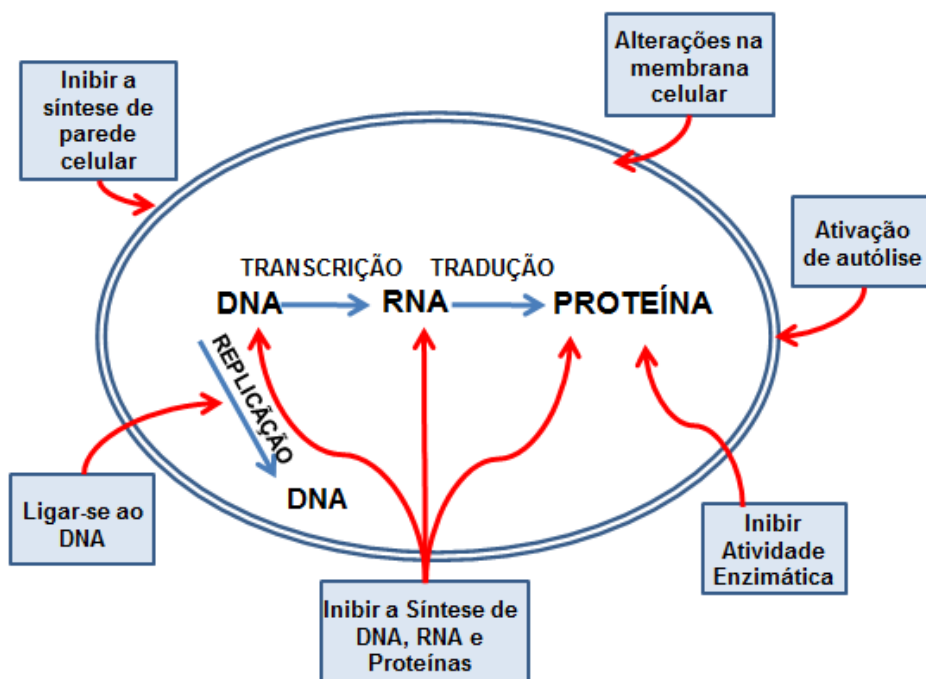 Inibir a
síntese de
parede
celular
Alterações na
membrana
celular
Ativação
de autólise
TRANSCRIÇÃO TRADUÇÃO
DNA RNA PROTEÍNA
REPLICAÇÃO
DNA
Ligar-se ao
DNA
Inibir
Atividade
Enzimática
Inibir a Síntese de
DNA, RNA e
Proteínas